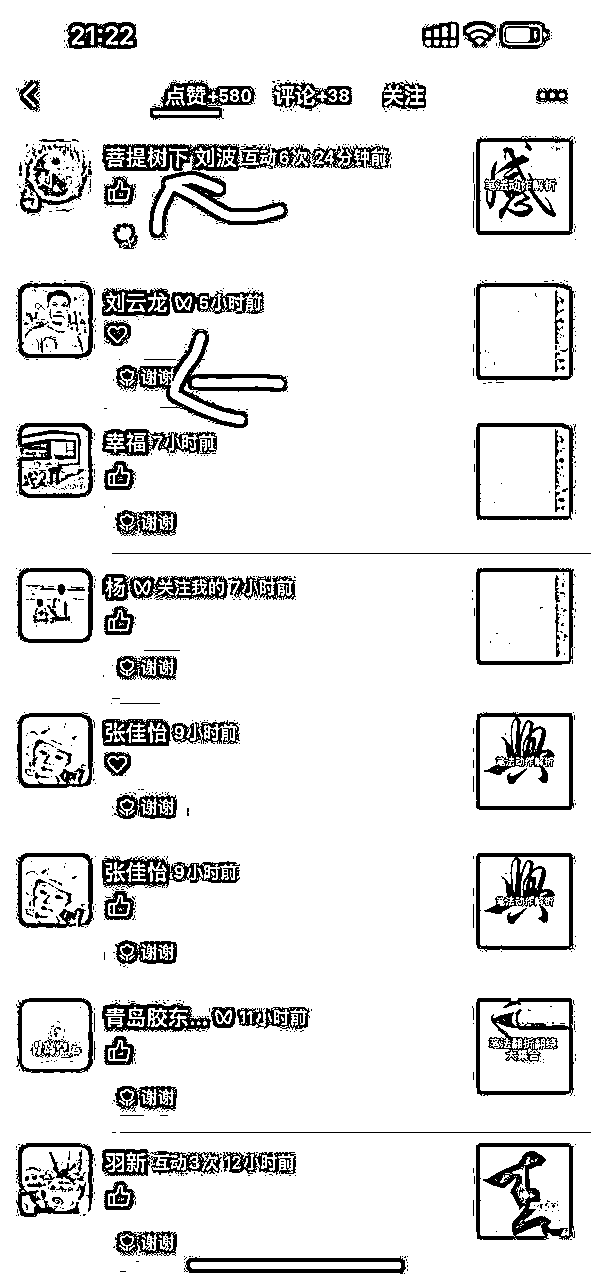 21:22
点赞+580 评论+38 关注
菩提树下 刘波 互动6次 24分钟前
笔法动作解析
刘云龙 5小时前
谢谢
幸福 7小时前
谢谢
杨 关注我的 7小时前
谢谢
张佳怡 9小时前
笔法动作解析
谢谢
张佳怡 9小时前
笔法动作解析
谢谢
青岛胶东... 11小时前
笔法翻折翻绕
大集合
谢谢
羽新 互动3次 12小时前
谢谢